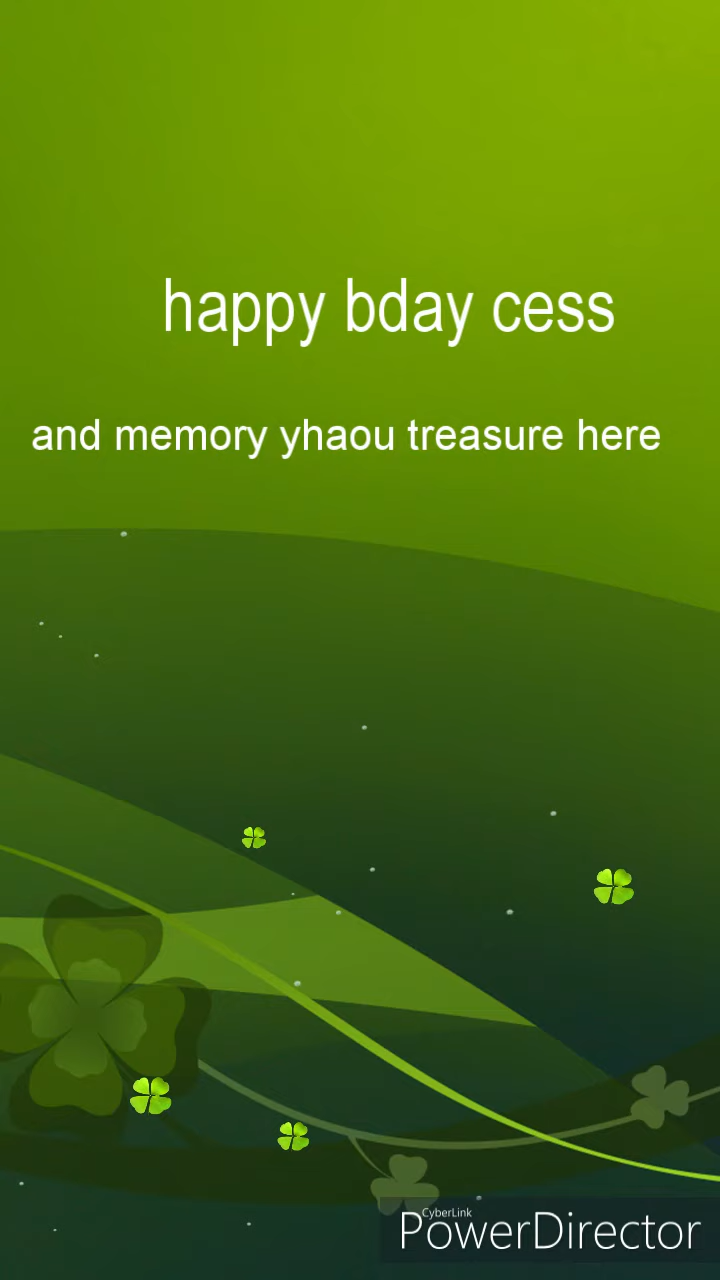 happy bday cess
and memory yhaou treasure here
CyberLink
PowerDirector